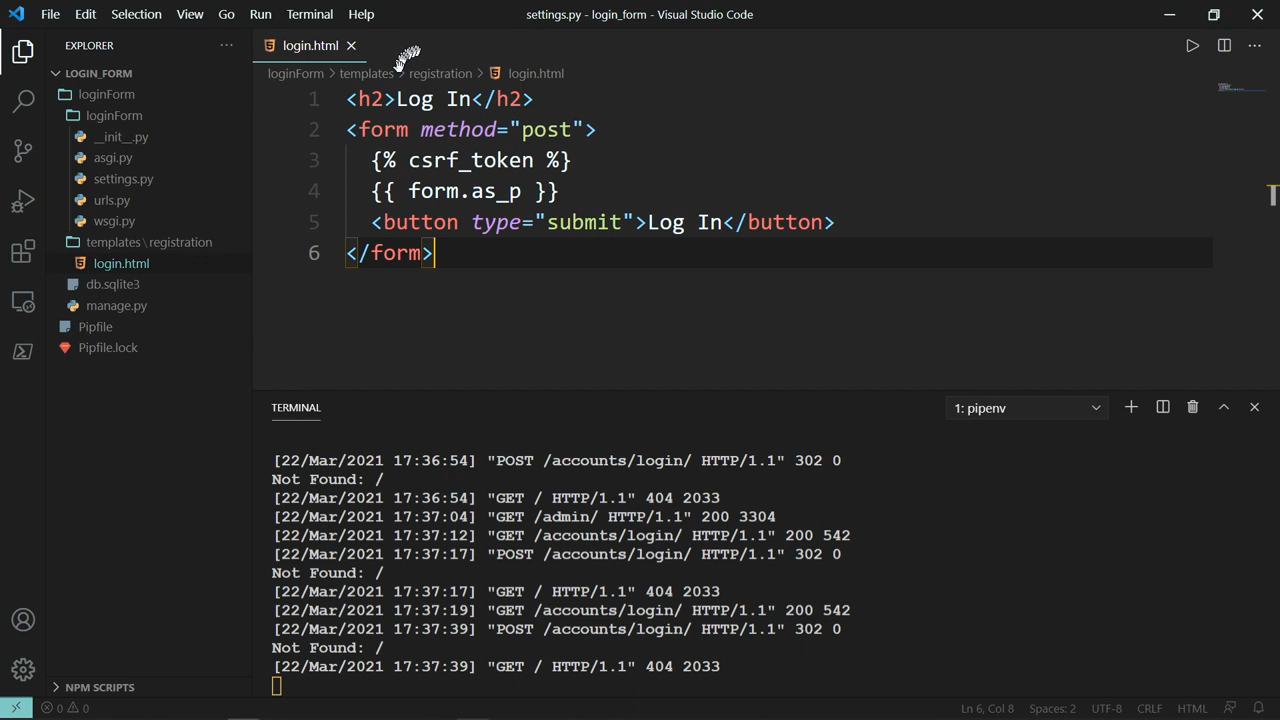 File Edit Selection View Go Run Terminal Help
settings.py - login_form - Visual Studio Code
EXPLORER
LOGIN_FORM
loginForm
loginForm
__init__.py
asgi.py
settings.py
urls.py
wsgi.py
templates \ registration
login.html
db.sqlite3
manage.py
Pipfile
Pipfile.lock
NPM SCRIPTS
login.html
loginForm > templates > registration > login.html
1 <h2>Log In</h2>
2 <form method="post">
3 {% csrf_token %}
4 {{ form.as_p }}
5 <button type="submit">Log In</button>
6 </form>
TERMINAL
1: pipenv
[22/Mar/2021 17:36:54] "POST /accounts/login/ HTTP/1.1" 302 0
Not Found: /
[22/Mar/2021 17:36:54] "GET / HTTP/1.1" 404 2033
[22/Mar/2021 17:37:04] "GET /admin/ HTTP/1.1" 200 3304
[22/Mar/2021 17:37:12] "GET /accounts/login/ HTTP/1.1" 200 542
[22/Mar/2021 17:37:17] "POST /accounts/login/ HTTP/1.1" 302 0
Not Found: /
[22/Mar/2021 17:37:17] "GET / HTTP/1.1" 404 2033
[22/Mar/2021 17:37:19] "GET /accounts/login/ HTTP/1.1" 200 542
[22/Mar/2021 17:37:39] "POST /accounts/login/ HTTP/1.1" 302 0
Not Found: /
[22/Mar/2021 17:37:39] "GET / HTTP/1.1" 404 2033
0 0
Ln 6, Col 8 Spaces: 2 UTF-8 CRLF HTML